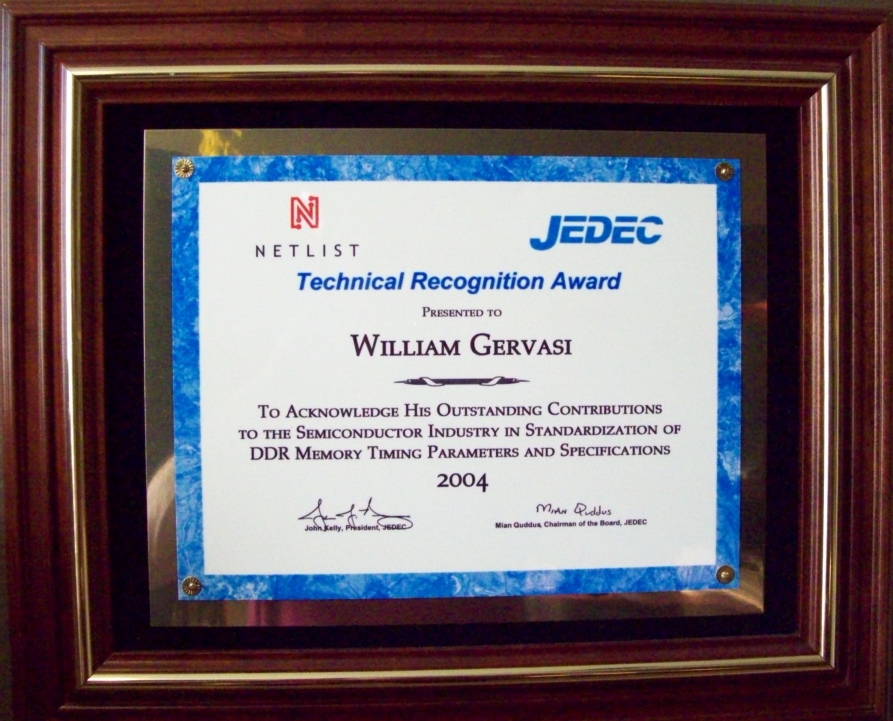 NETLIST
JEDEC
Technical Recognition Award
PRESENTED TO
WILLIAM GERVASI
TO ACKNOWLEDGE HIS OUTSTANDING CONTRIBUTIONS
TO THE SEMICONDUCTOR INDUSTRY IN STANDARDIZATION OF
DDR MEMORY TIMING PARAMETERS AND SPECIFICATIONS
2004
Mian Quddus
John Kelly, President, JEDEC
Mian Quddus, Chairman of the Board, JEDEC